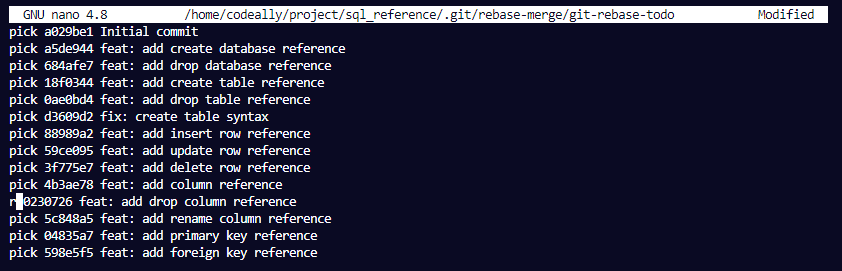 GNU nano 4.8 /home/codeally/project/sql_reference/.git/rebase-merge/git-rebase-todo Modified
pick a029be1 Initial commit
pick a5de944 feat: add create database reference
pick 684afe7 feat: add drop database reference
pick 18f0344 feat: add create table reference
pick 0ae0bd4 feat: add drop table reference
pick d3609d2 fix: create table syntax
pick 88989a2 feat: add insert row reference
pick 59ce095 feat: add update row reference
pick 3f775e7 feat: add delete row reference
pick 4b3ae78 feat: add column reference
r 0230726 feat: add drop column reference
pick 5c848a5 feat: add rename column reference
pick 04835a7 feat: add primary key reference
pick 598e5f5 feat: add foreign key reference